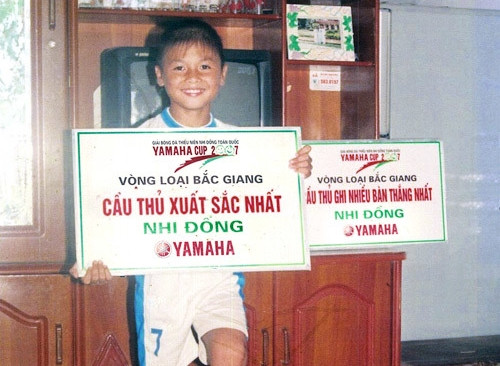 GIẢI BÓNG ĐÁ THIẾU NIÊN NHI ĐỒNG TOÀN QUỐC
YAMAHA CUP 2007
VÒNG LOẠI BẮC GIANG
CẦU THỦ XUẤT SẮC NHẤT
NHI ĐỒNG
YAMAHA
YAMAHA CUP 2007
VÒNG LOẠI BẮC GIANG
THỦ GHI NHIỀU BÀN THẮNG NHẤT
NHI ĐỒNG
YAMAHA
7